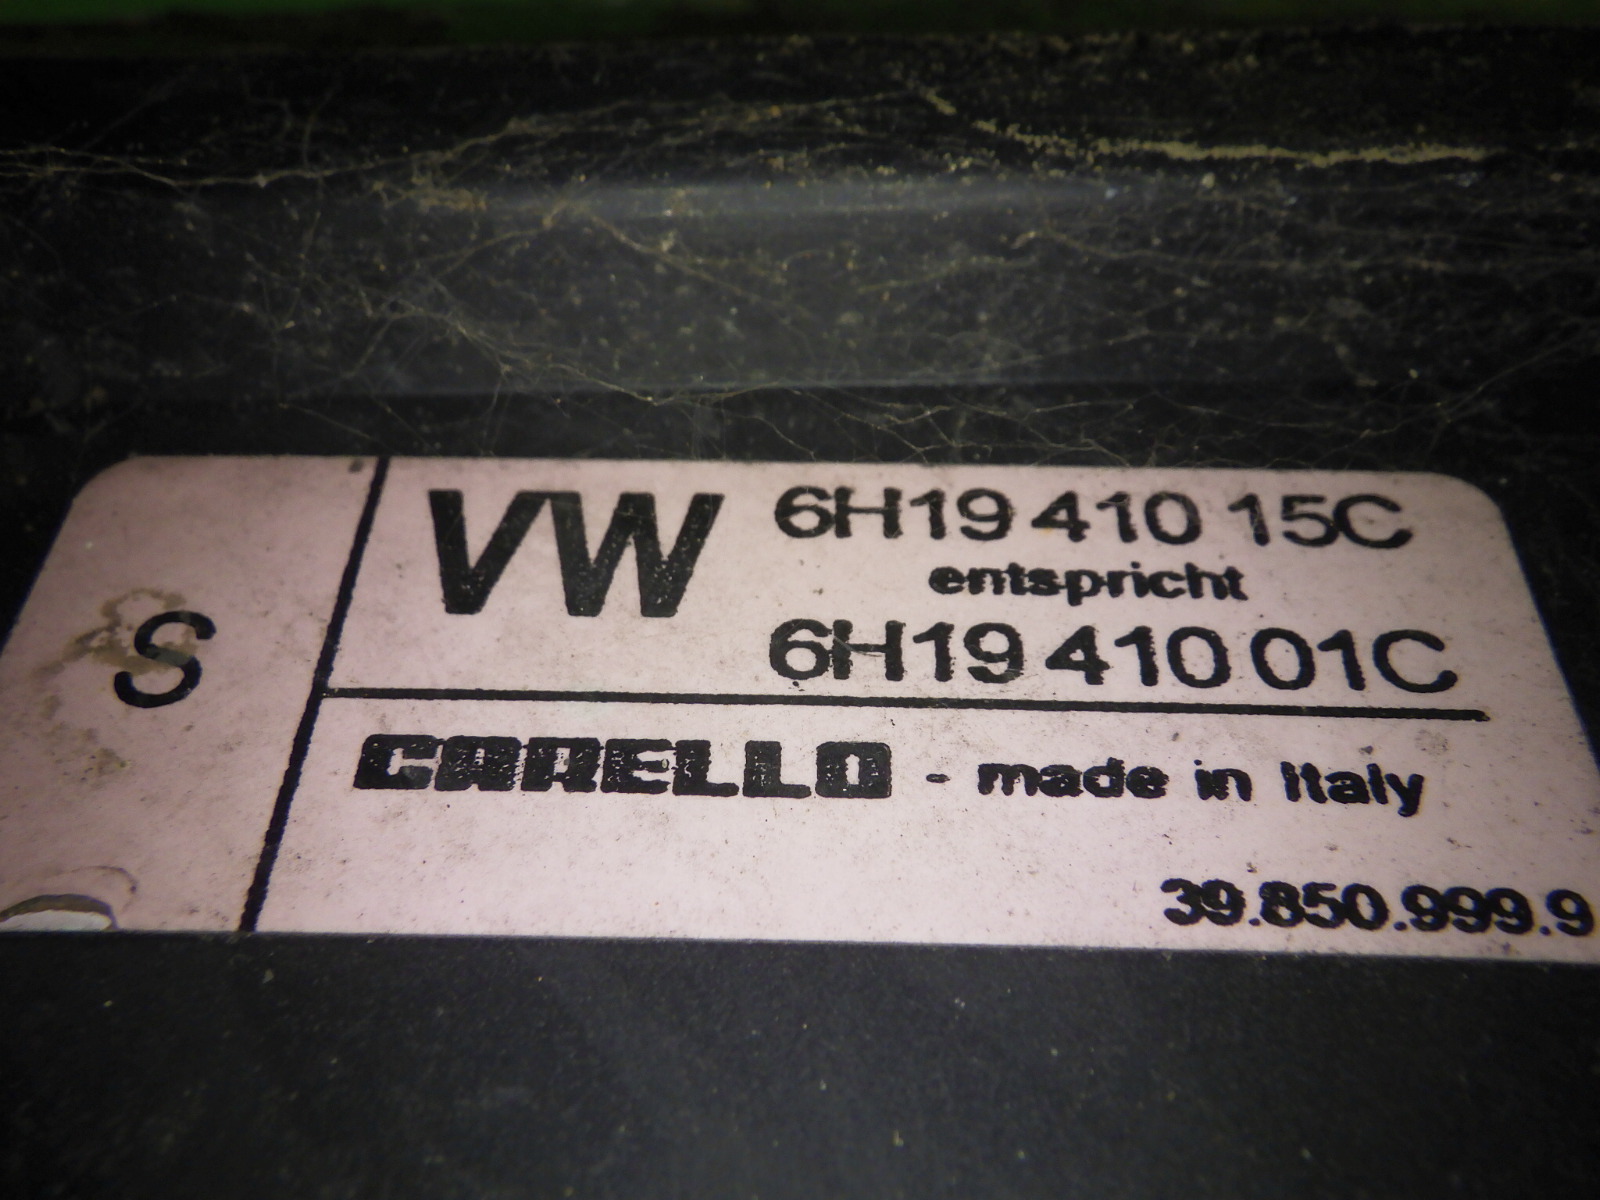 S
VW
6H19 410 15C
entspricht
6H19 410 01C
CARELLO - made in Italy
39.850.999.9